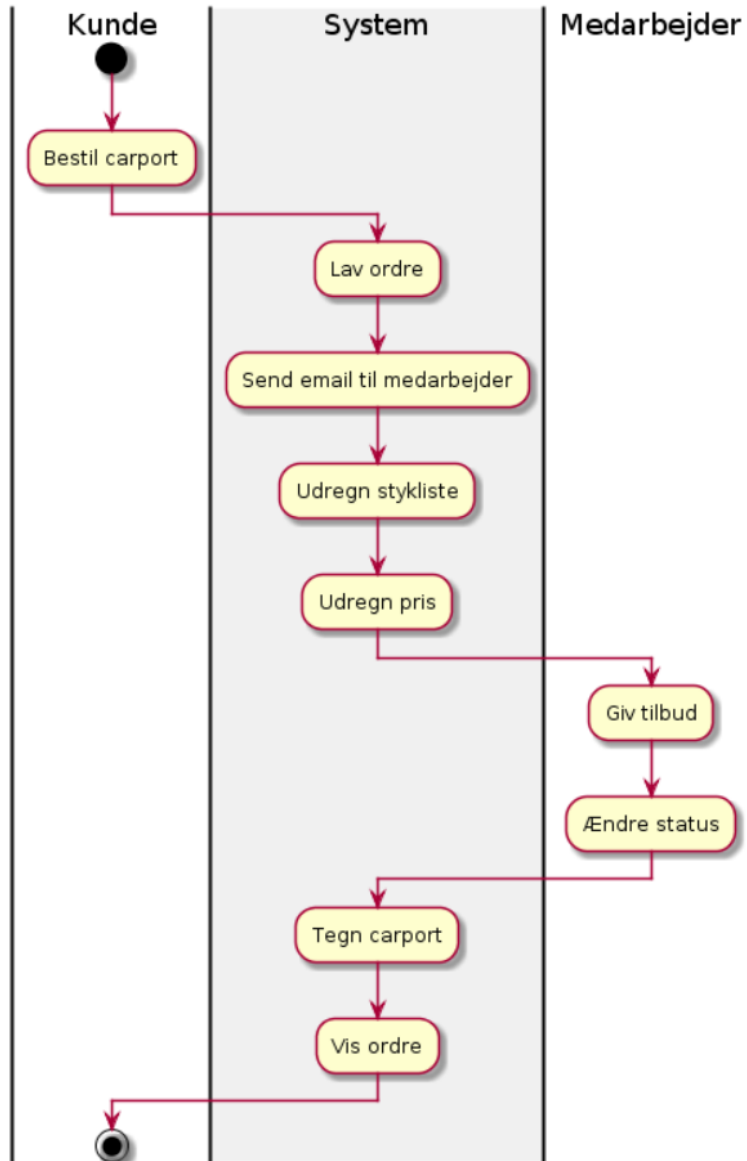 Kunde
System
Medarbejder
Bestil carport
Lav ordre
Send email til medarbejder
Udregn stykliste
Udregn pris
Giv tilbud
Ændre status
Tegn carport
Vis ordre